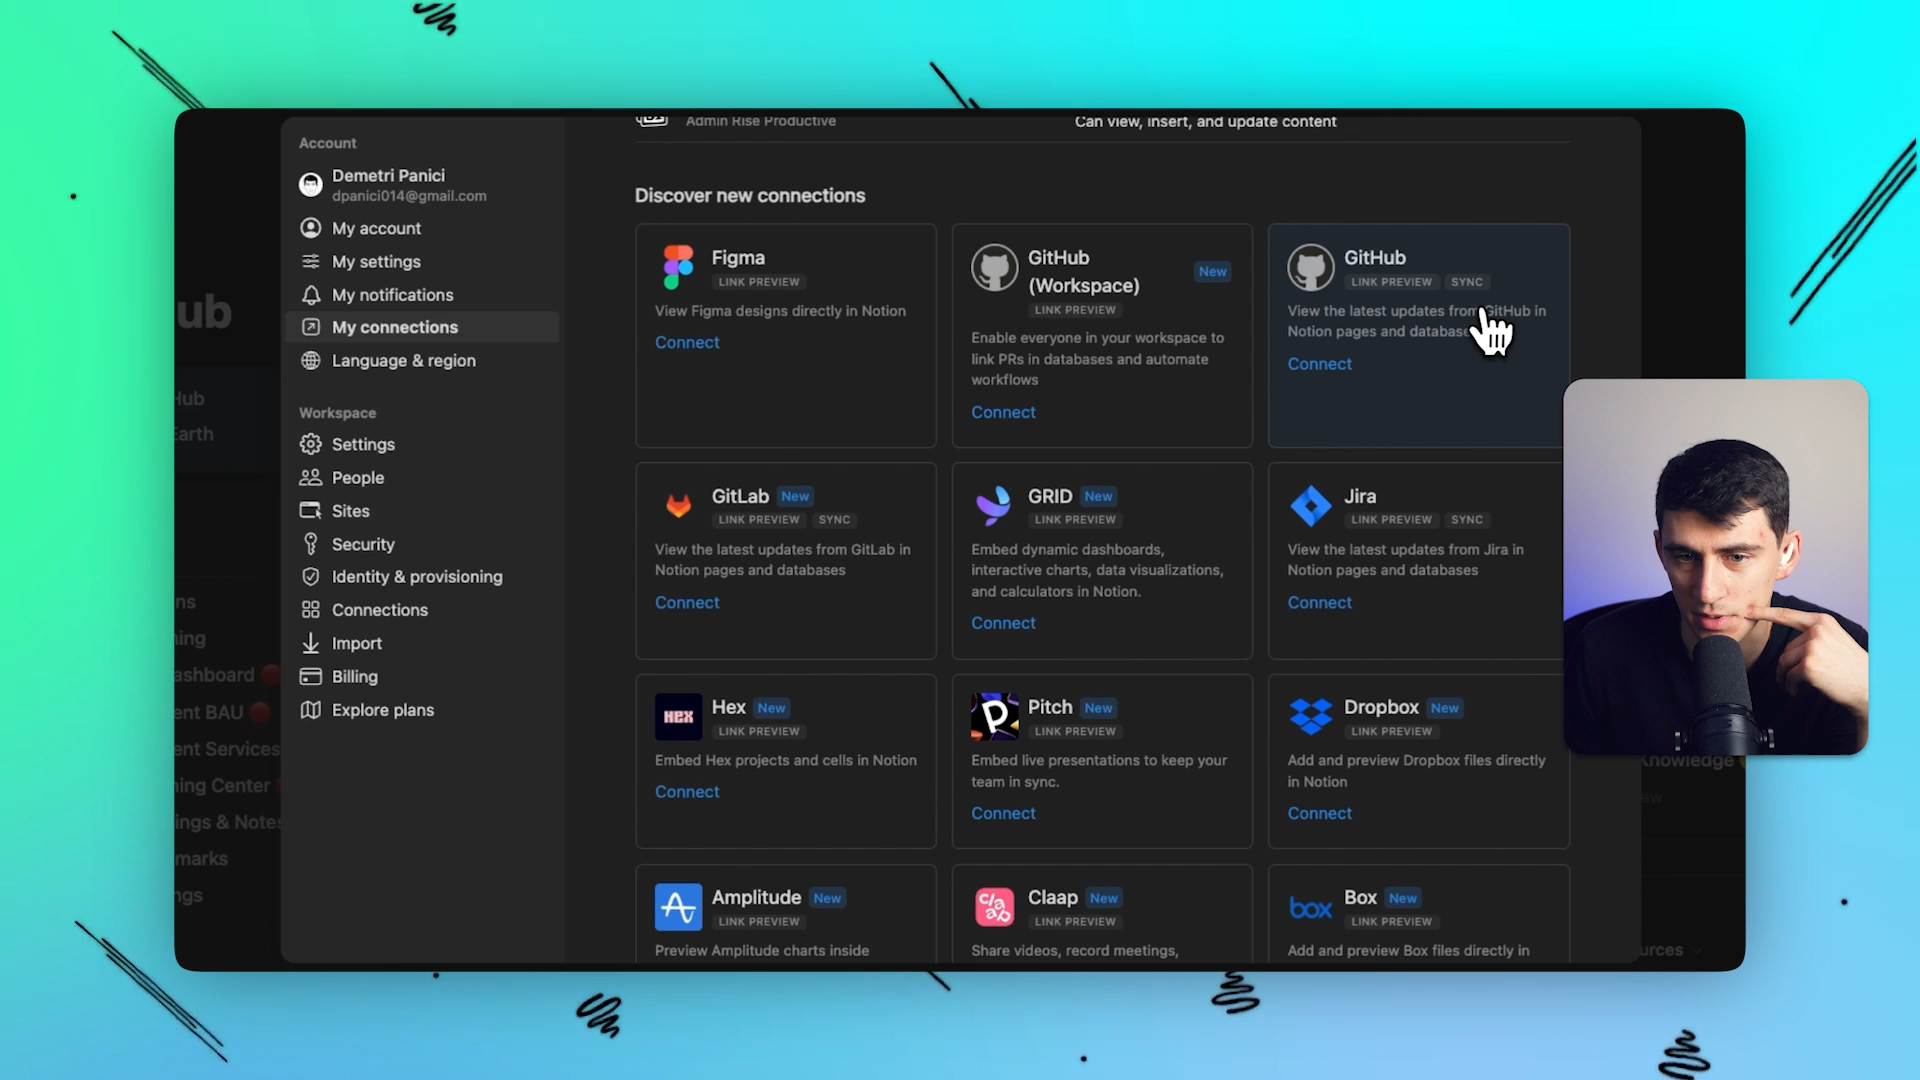 Account
Demetri Panici
dpanici014@gmail.com
My account
My settings
My notifications
My connections
Language & region
Workspace
Settings
People
Sites
Security
Identity & provisioning
Connections
Import
Billing
Explore plans
Admin Rise Productive
Can view, insert, and update content
Discover new connections
Figma
LINK PREVIEW
View Figma designs directly in Notion
Connect
GitHub
(Workspace)
New
LINK PREVIEW
Enable everyone in your workspace to
link PRs in databases and automate
workflows
Connect
GitHub
LINK PREVIEW SYNC
View the latest updates from GitHub in
Notion pages and database
Connect
GitLab New
LINK PREVIEW SYNC
View the latest updates from GitLab in
Notion pages and databases
Connect
GRID New
LINK PREVIEW
Embed dynamic dashboards,
interactive charts, data visualizations,
and calculators in Notion.
Connect
Jira
LINK PREVIEW SYNC
View the latest updates from Jira in
Notion pages and databases
Connect
HEX
Hex New
LINK PREVIEW
Embed Hex projects and cells in Notion
Connect
P
Pitch New
LINK PREVIEW
Embed live presentations to keep your
team in sync.
Connect
Dropbox New
LINK PREVIEW
Add and preview Dropbox files directly
in Notion
Connect
Amplitude New
LINK PREVIEW
Preview Amplitude charts inside
claap
Claap New
LINK PREVIEW
Share videos, record meetings,
box
Box New
LINK PREVIEW
Add and preview Box files directly in
ub
Hub
Earth
ns
ning
ashboard
ent BAU
ent Services
ning Center
ings & Notes
marks
ngs
Knowledge
ew
urces